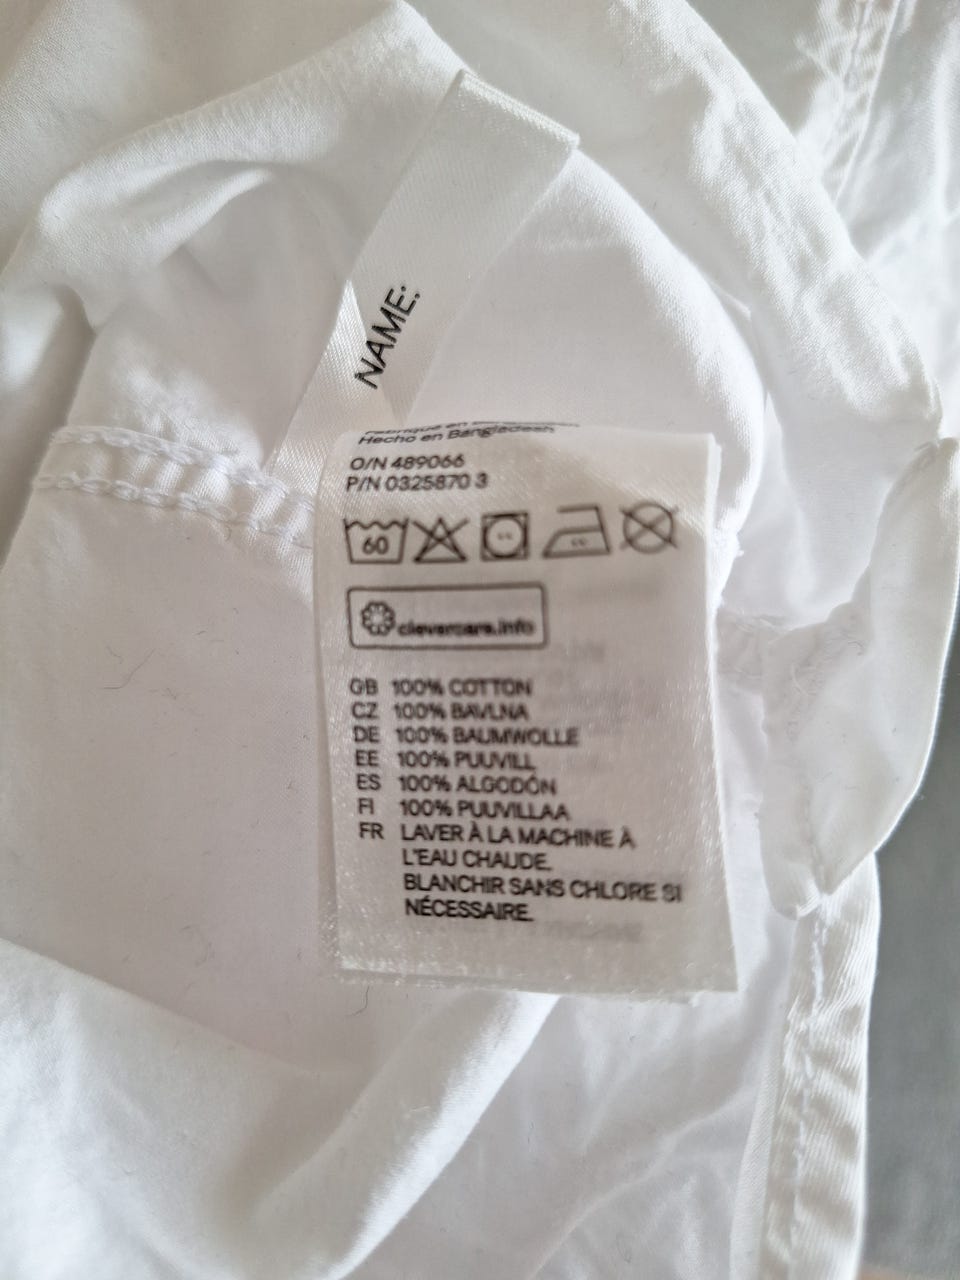 NAME:
Fabriqué en
Hecho en Bangladesh
O/N 489066
P/N 0325870 3
60
clevercare.info
GB 100% COTTON
CZ 100% BAVLNA
DE 100% BAUMWOLLE
EE 100% PUUVILL
ES 100% ALGODÓN
FI 100% PUUVILLAA
FR LAVER À LA MACHINE À
L'EAU CHAUDE.
BLANCHIR SANS CHLORE SI
NÉCESSAIRE.